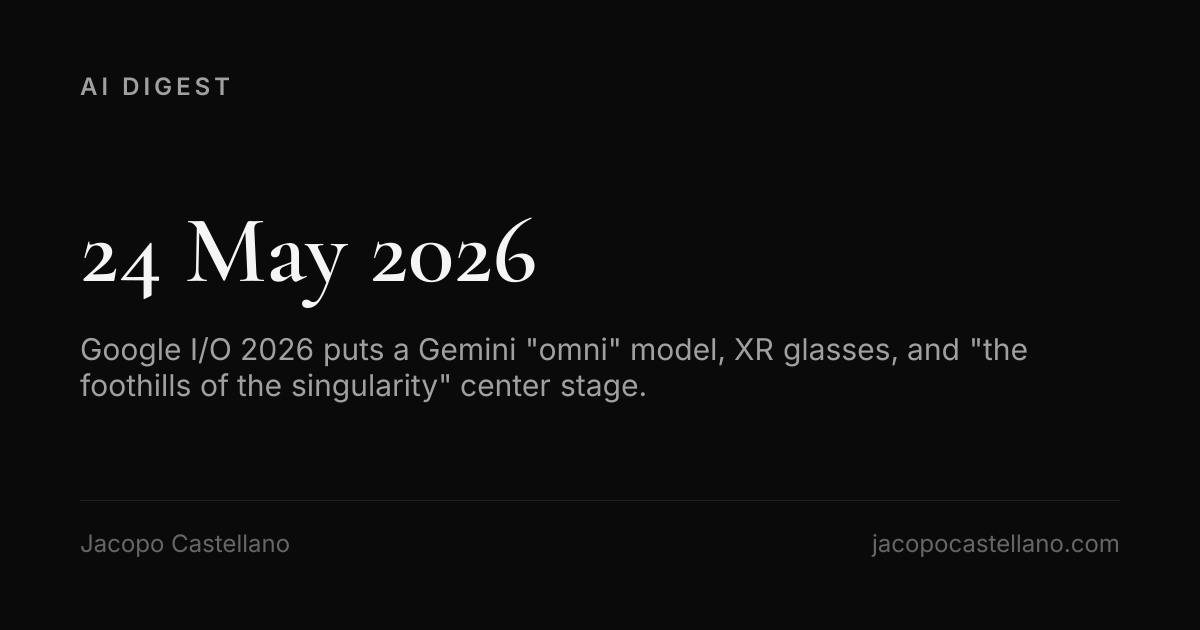 AI DIGEST
24 May 2026
Google I/O 2026 puts a Gemini "omni" model, XR glasses, and "the
foothills of the singularity" center stage.
Jacopo Castellano
jacopocastellano.com